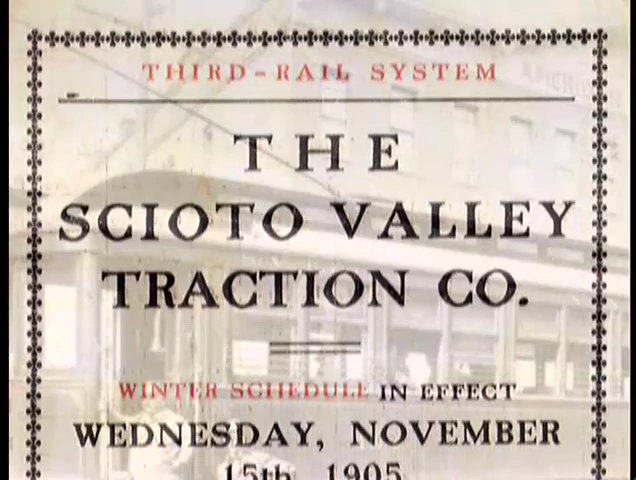 THIRD-RAIL SYSTEM
THE
SCIOTO VALLEY
TRACTION CO.
WINTER SCHEDULE IN EFFECT
WEDNESDAY, NOVEMBER
15th 1905